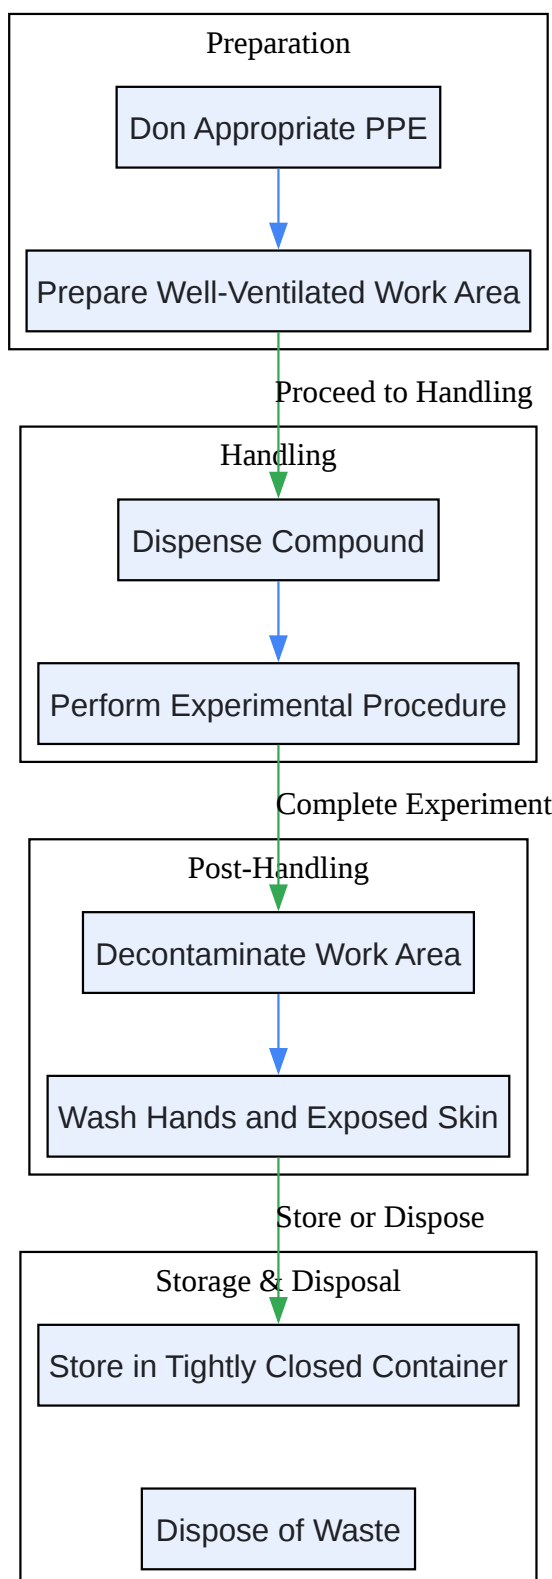 Preparation
Don Appropriate PPE
Prepare Well-Ventilated Work Area
Proceed to Handling
Handling
Dispense Compound
Perform Experimental Procedure
Complete Experiment
Post-Handling
Decontaminate Work Area
Wash Hands and Exposed Skin
Store or Dispose
Storage & Disposal
Store in Tightly Closed Container
Dispose of Waste